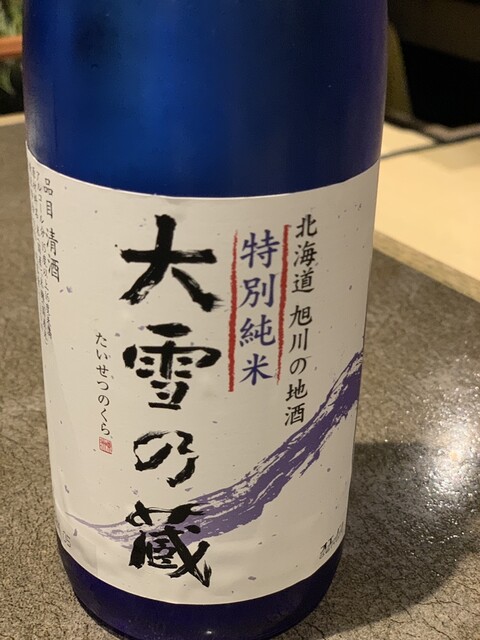 北海道 旭川の地酒
特別純米
大雪乃蔵
たいせつのくら
品目 清酒